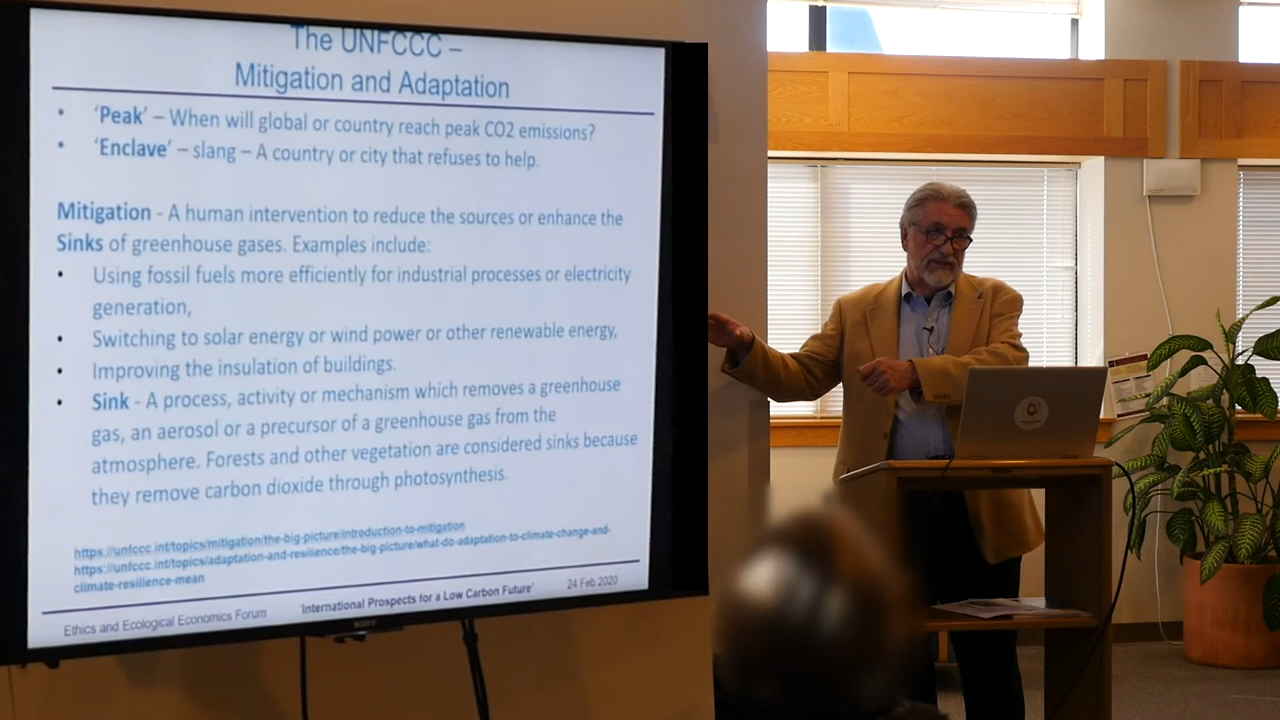 The UNFCCC –
Mitigation and Adaptation
• 'Peak' – When will global or country reach peak CO2 emissions?
• 'Enclave' – slang – A country or city that refuses to help.
Mitigation - A human intervention to reduce the sources or enhance the
Sinks of greenhouse gases. Examples include:
• Using fossil fuels more efficiently for industrial processes or electricity
generation,
• Switching to solar energy or wind power or other renewable energy,
• Improving the insulation of buildings.
• Sink - A process, activity or mechanism which removes a greenhouse
gas, an aerosol or a precursor of a greenhouse gas from the
atmosphere. Forests and other vegetation are considered sinks because
they remove carbon dioxide through photosynthesis.
https://unfccc.int/topics/mitigation/the-big-picture/introduction-to-mitigation
https://unfccc.int/topics/adaptation-and-resilience/the-big-picture/what-do-adaptation-to-climate-change-and-
climate-resilience-mean
Ethics and Ecological Economics Forum 'International Prospects for a Low Carbon Future' 24 Feb 2020
SONY